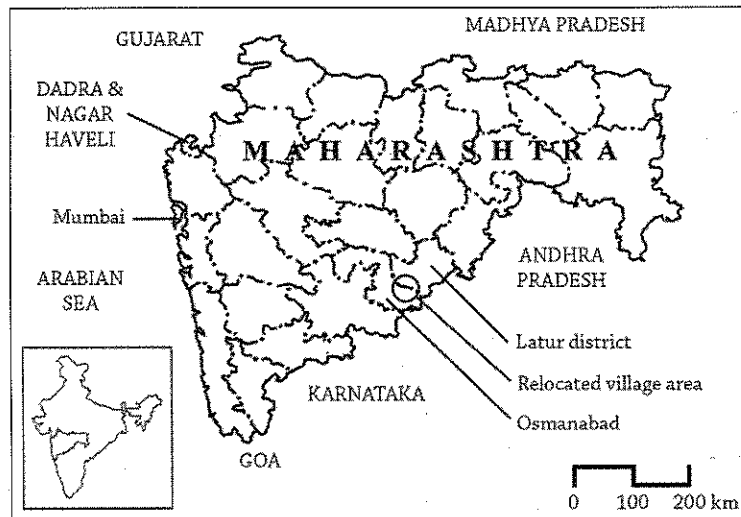 MADHYA PRADESH
GUJARAT
DADRA &
NAGAR
HAVELI
MAHARASHTRA
Mumbai
ARABIAN
SEA
ANDHRA
PRADESH
Latur district
Relocated village area
KARNATAKA
Osmanabad
GOA
0 100 200 km